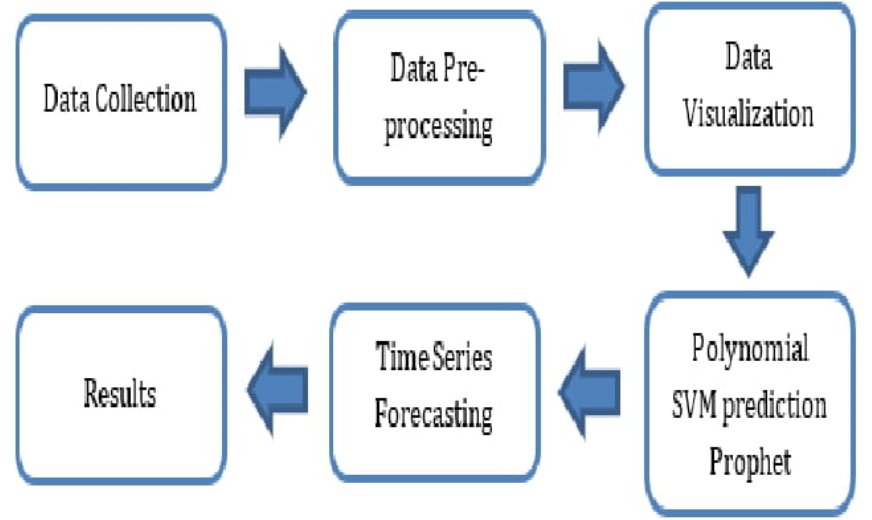 Data Collection
Data Pre-
processing
Data
Visualization
Polynomial
SVM prediction
Prophet
Time Series
Forecasting
Results